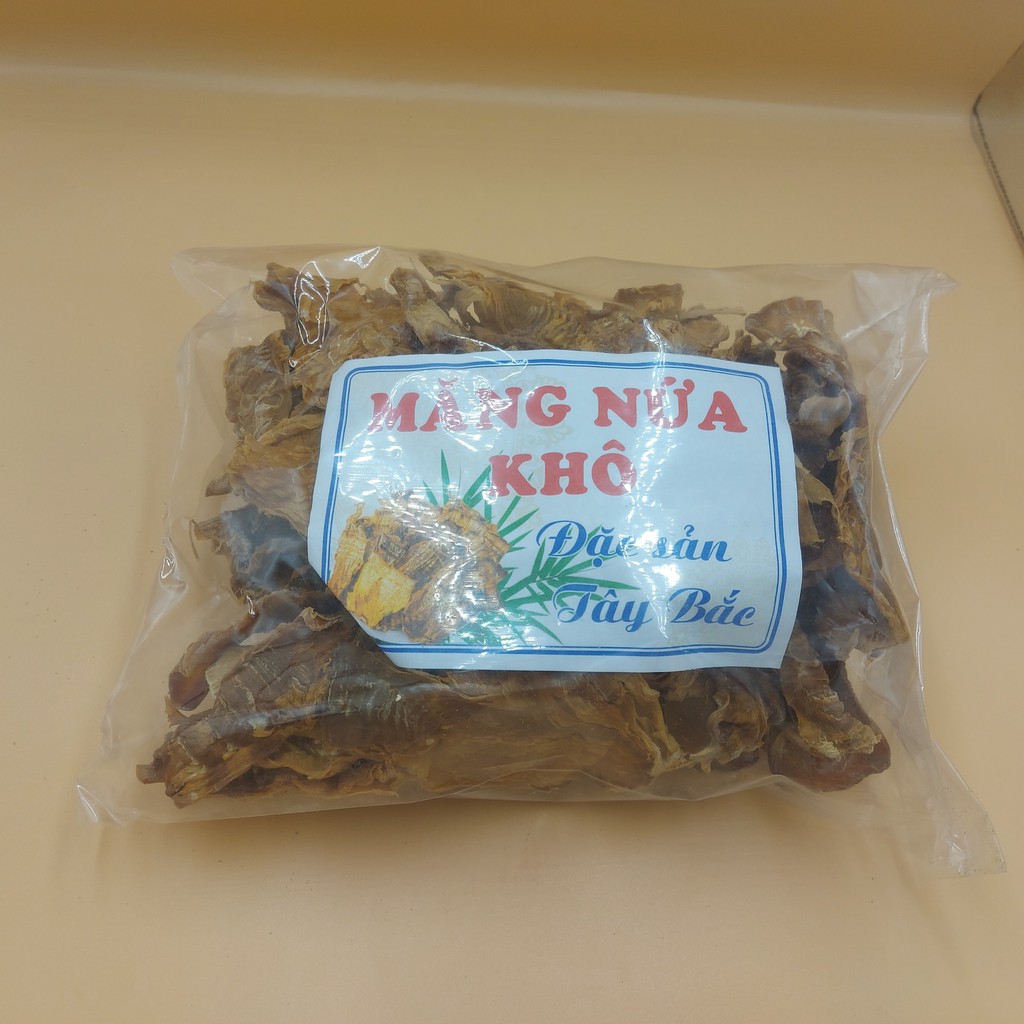 MĂNG NỨA
KHÔ
Đặc sản
Tây Bắc